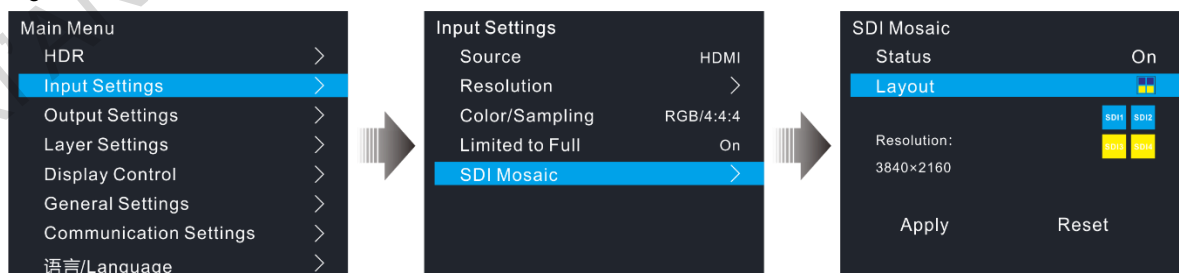 Main Menu
HDR
Input Settings
Output Settings
Layer Settings
Display Control
General Settings
Communication Settings
语言/Language
Input Settings
Source HDMI
Resolution
Color/Sampling RGB/4:4:4
Limited to Full On
SDI Mosaic
SDI Mosaic
Status On
Layout
SDI1 SDI2
SDI3 SDI4
Resolution:
3840×2160
Apply Reset